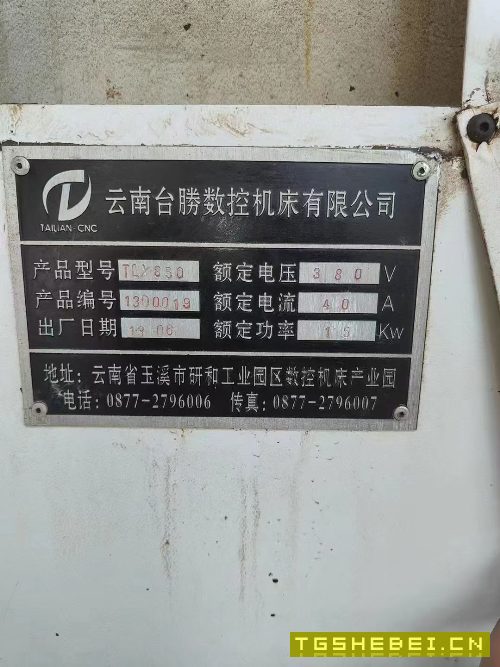 云南台勝数控机床有限公司
TAILIAN-CNC
产品型号 额定电压 380 V
产品编号 1300019 额定电流 40 A
出厂日期 额定功率 15 Kw
地址: 云南省玉溪市研和工业园区数控机床产业园
电话: 0877-2796006 传真: 0877-2796007
TGSHEBEI.CN